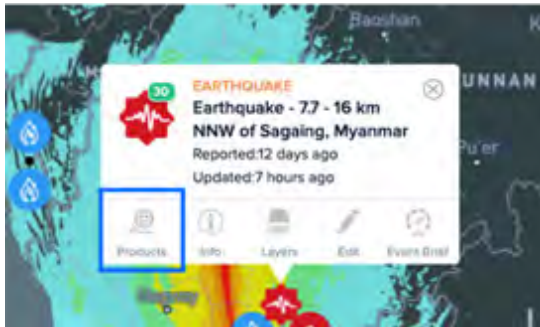 Baoshan
UNNAN
Pu'er
30
EARTHQUAKE
Earthquake - 7.7 - 16 km
NNW of Sagaing, Myanmar
Reported:12 days ago
Updated:7 hours ago
Products
Info
Layers
Edit
Event Brief